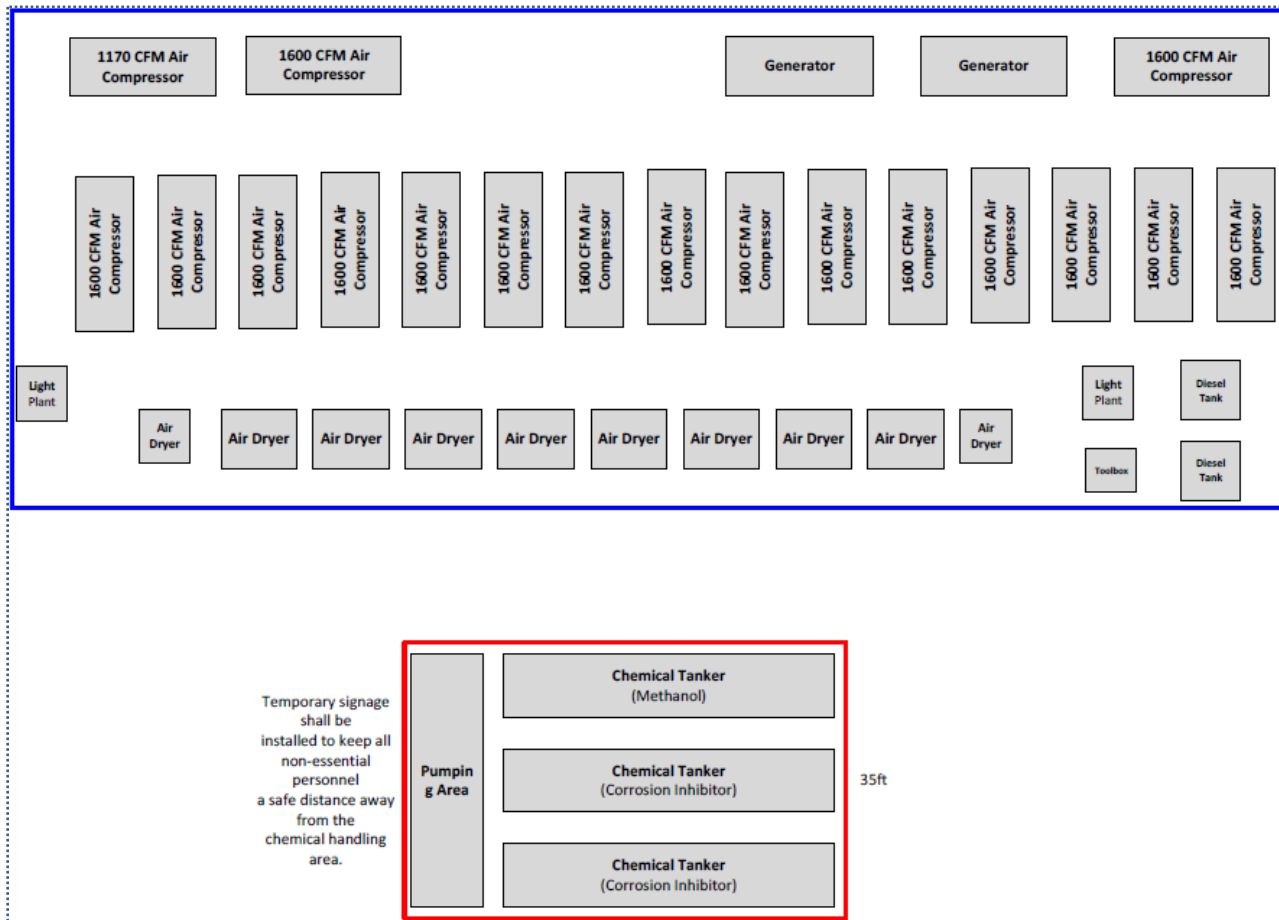 1170 CFM Air
Compressor
1600 CFM Air
Compressor
Generator
Generator
1600 CFM Air
Compressor
1600 CFM Air
Compressor
1600 CFM Air
Compressor
1600 CFM Air
Compressor
1600 CFM Air
Compressor
1600 CFM Air
Compressor
1600 CFM Air
Compressor
1600 CFM Air
Compressor
1600 CFM Air
Compressor
1600 CFM Air
Compressor
1600 CFM Air
Compressor
1600 CFM Air
Compressor
1600 CFM Air
Compressor
1600 CFM Air
Compressor
1600 CFM Air
Compressor
1600 CFM Air
Compressor
Light
Plant
Light
Plant
Diesel
Tank
Air
Dryer
Air Dryer
Air Dryer
Air Dryer
Air Dryer
Air Dryer
Air Dryer
Air Dryer
Air Dryer
Air
Dryer
Toolbox
Diesel
Tank
Temporary signage
shall be
installed to keep all
non-essential
personnel
a safe distance away
from the
chemical handling
area.
Pumpin
g Area
Chemical Tanker
(Methanol)
Chemical Tanker
(Corrosion Inhibitor)
Chemical Tanker
(Corrosion Inhibitor)
35ft